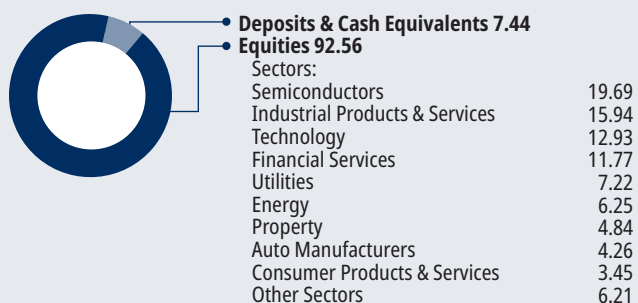 Deposits & Cash Equivalents 7.44
Equities 92.56
Sectors:
Semiconductors 19.69
Industrial Products & Services 15.94
Technology 12.93
Financial Services 11.77
Utilities 7.22
Energy 6.25
Property 4.84
Auto Manufacturers 4.26
Consumer Products & Services 3.45
Other Sectors 6.21